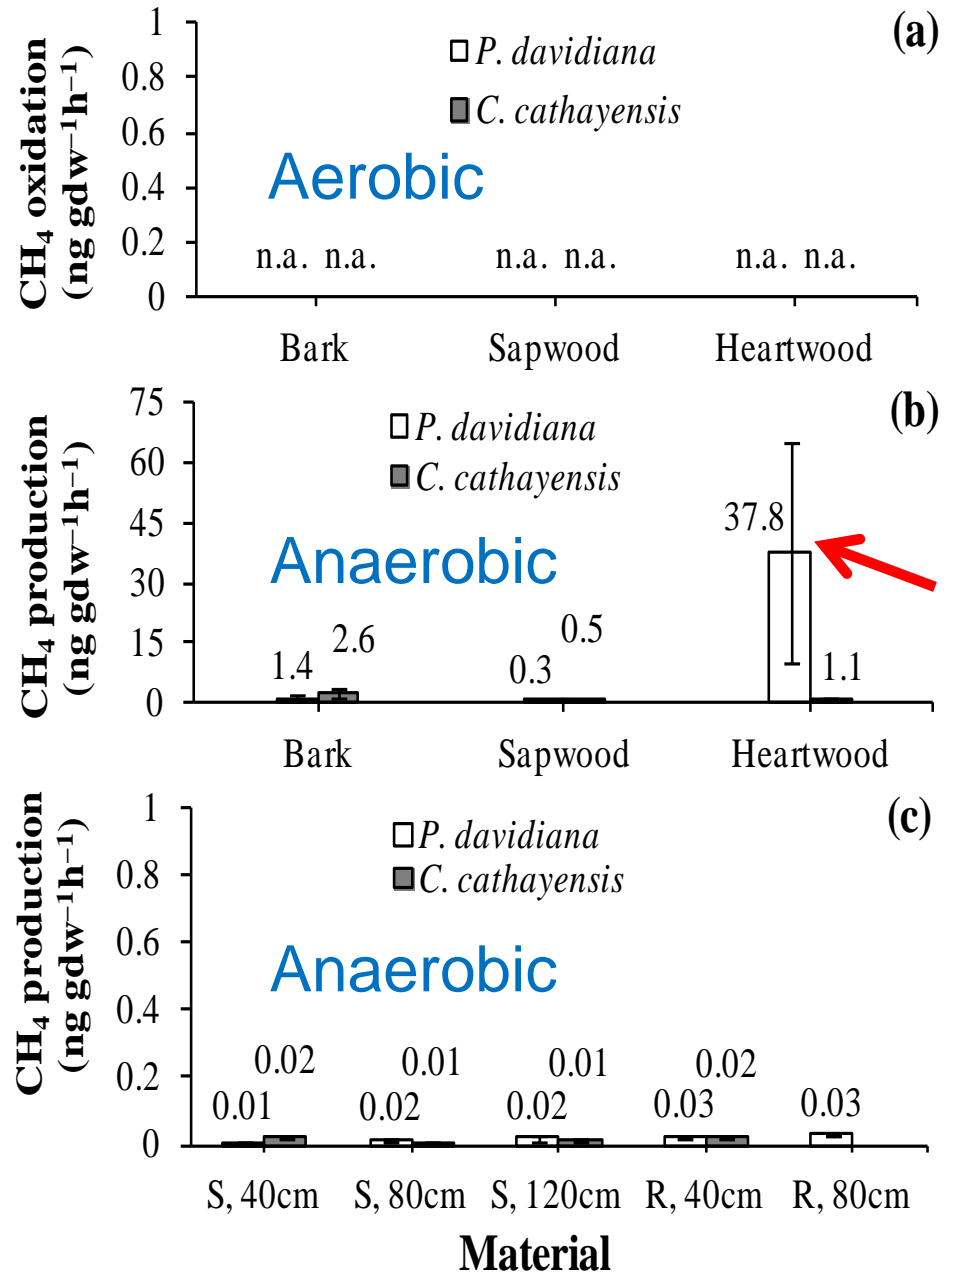 (a)
CH₄ oxidation
(ng gdw⁻¹h⁻¹)
1
0.8
0.6
0.4
0.2
0
P. davidiana
C. cathayensis
Aerobic
n.a. n.a. n.a. n.a. n.a. n.a.
Bark Sapwood Heartwood
(b)
CH₄ production
(ng gdw⁻¹h⁻¹)
75
60
45
30
15
0
P. davidiana
C. cathayensis
Anaerobic
1.4 2.6 0.3 0.5 37.8 1.1
Bark Sapwood Heartwood
(c)
CH₄ production
(ng gdw⁻¹h⁻¹)
1
0.8
0.6
0.4
0.2
0
P. davidiana
C. cathayensis
Anaerobic
0.01 0.02 0.02 0.01 0.02 0.01 0.03 0.02 0.03
S, 40cm S, 80cm S, 120cm R, 40cm R, 80cm
Material